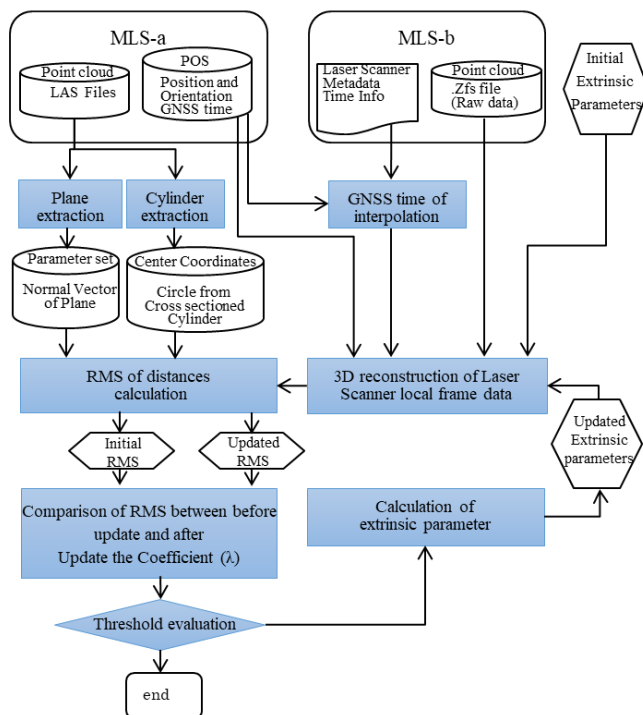 MLS-a
Point cloud
LAS Files
POS
Position and
Orientation
GNSS time
MLS-b
Laser Scanner
Metadata
Time Info
Point cloud
.Zfs file
(Raw data)
Initial
Extrinsic
Parameters
Plane
extraction
Cylinder
extraction
GNSS time of
interpolation
Parameter set
Normal Vector
of Plane
Center Coordinates
Circle from
Cross sectioned
Cylinder
RMS of distances
calculation
3D reconstruction of Laser
Scanner local frame data
Initial
RMS
Updated
RMS
Updated
Extrinsic
parameters
Comparison of RMS between before
update and after
Update the Coefficient (λ)
Calculation of
extrinsic parameter
Threshold evaluation
end